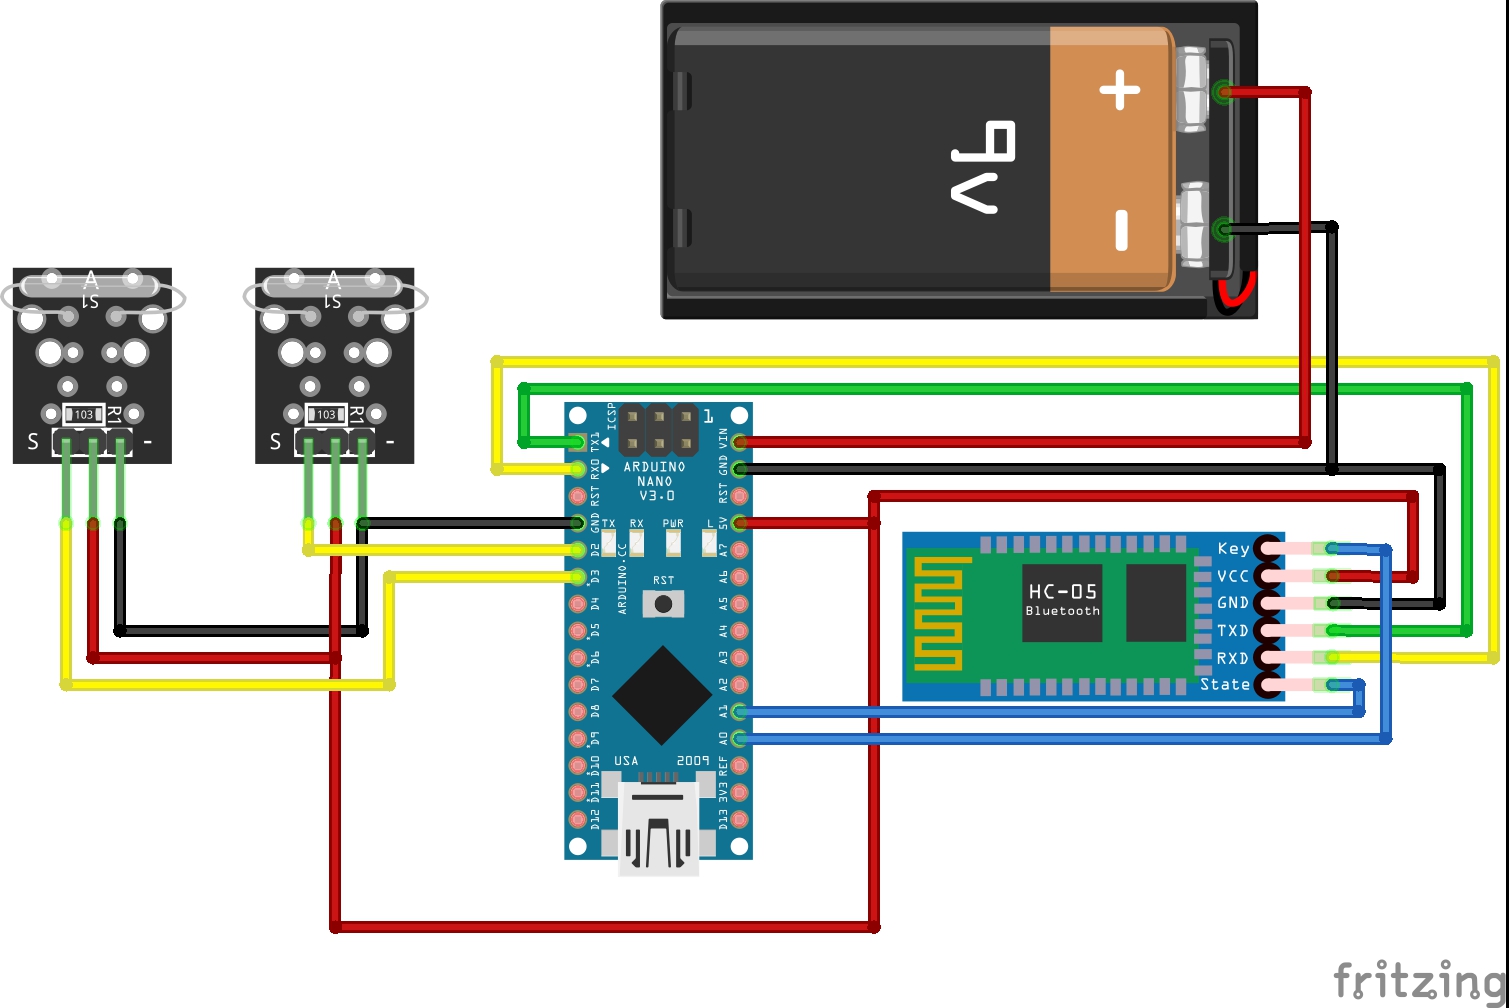 +
9V
-
A
S1
103
R1
S
-
A
S1
103
R1
S
-
ICSP
1
TX1
RX0
RST
GND
D2
D3
D4
D5
D6
D7
D8
D9
D10
D11
D12
VIN
GND
RST
5V
A7
A6
A5
A4
A3
A2
A1
A0
REF
3V3
D13
ARDUINO
NANO
V3.0
TX RX PWR L
ARDUINO.CC
RST
USA 2009
HC-05
Bluetooth
Key
VCC
GND
TXD
RXD
State
fritzing